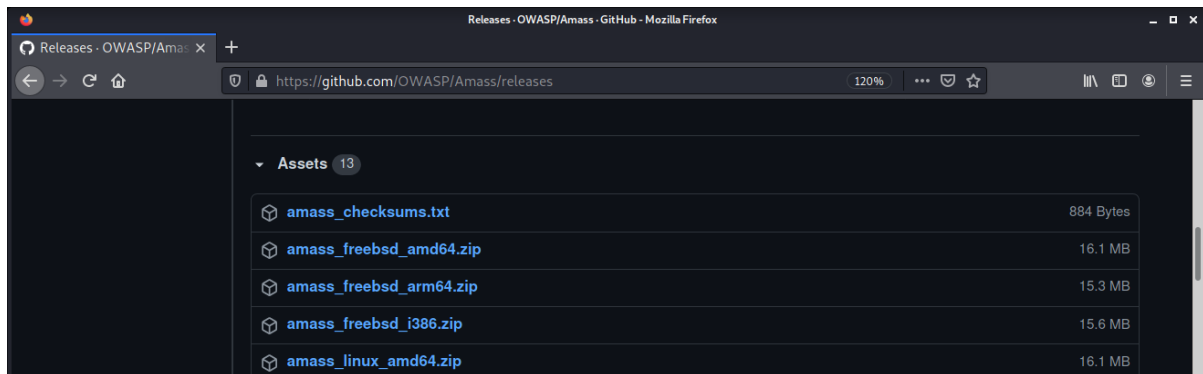 Releases · OWASP/Amass · GitHub - Mozilla Firefox
Releases · OWASP/Amas
https://github.com/OWASP/Amass/releases 120%
Assets 13
amass_checksums.txt 884 Bytes
amass_freebsd_amd64.zip 16.1 MB
amass_freebsd_arm64.zip 15.3 MB
amass_freebsd_i386.zip 15.6 MB
amass_linux_amd64.zip 16.1 MB